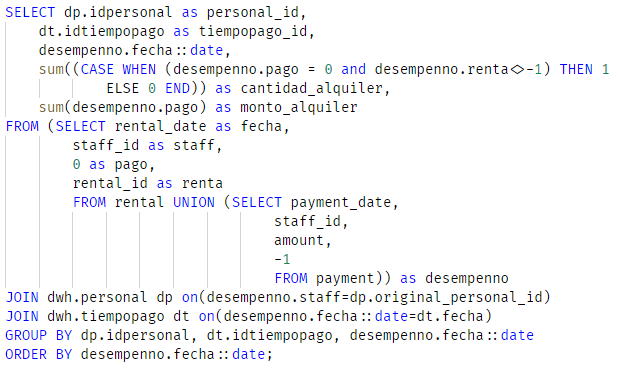 SELECT dp.idpersonal as personal_id,
dt.idtiempopago as tiempopago_id,
desempenno.fecha::date,
sum((CASE WHEN (desempenno.pago = 0 and desempenno.renta<>-1) THEN 1
ELSE 0 END)) as cantidad_alquiler,
sum(desempenno.pago) as monto_alquiler
FROM (SELECT rental_date as fecha,
staff_id as staff,
0 as pago,
rental_id as renta
FROM rental UNION (SELECT payment_date,
staff_id,
amount,
-1
FROM payment)) as desempenno
JOIN dwh.personal dp on(desempenno.staff=dp.original_personal_id)
JOIN dwh.tiempopago dt on(desempenno.fecha::date=dt.fecha)
GROUP BY dp.idpersonal, dt.idtiempopago, desempenno.fecha::date
ORDER BY desempenno.fecha::date;